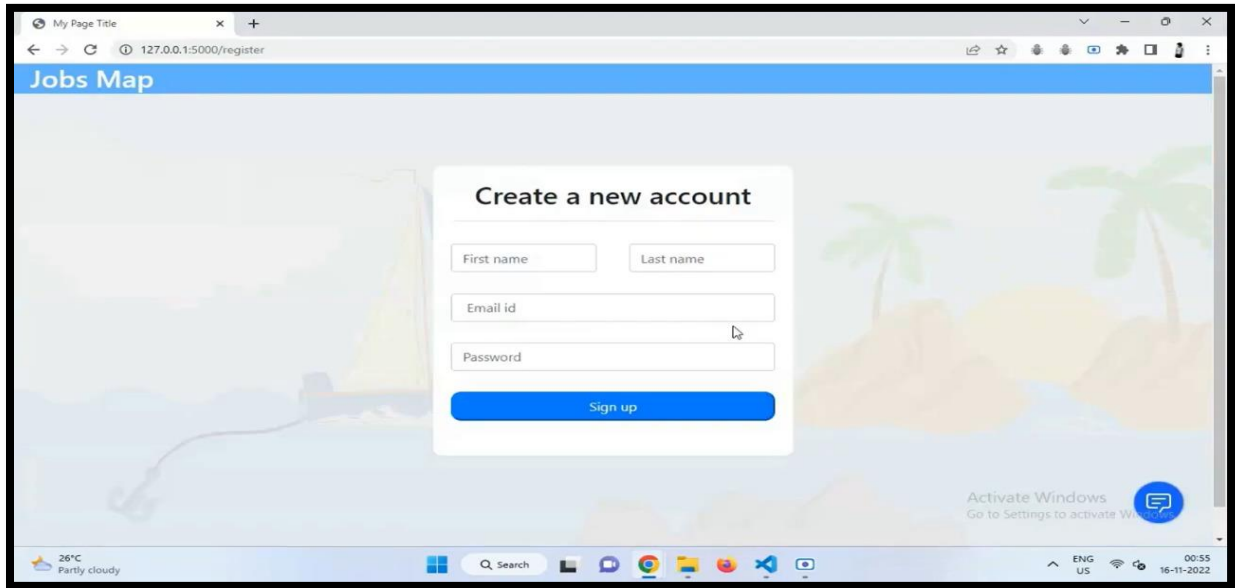 My Page Title
127.0.0.1:5000/register
Jobs Map
Create a new account
First name Last name
Email id
Password
Sign up
Activate Windows
Go to Settings to activate Windows.
26°C
Partly cloudy
Search
ENG
US
00:55
16-11-2022